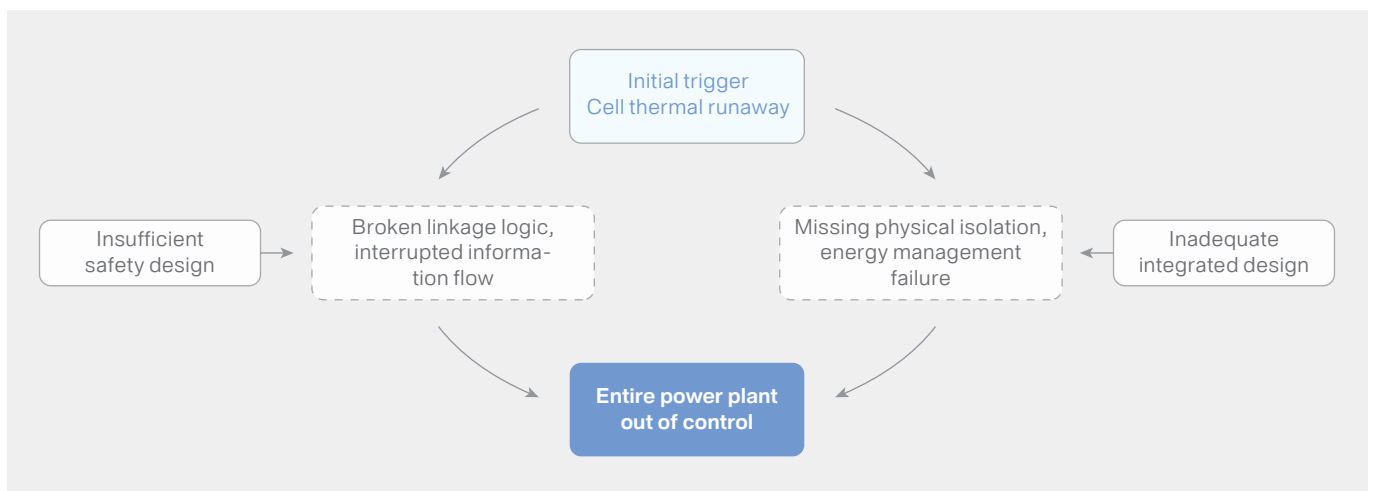 Initial trigger
Cell thermal runaway
Insufficient
safety design
Broken linkage logic,
interrupted informa-
tion flow
Missing physical isolation,
energy management
failure
Inadequate
integrated design
Entire power plant
out of control